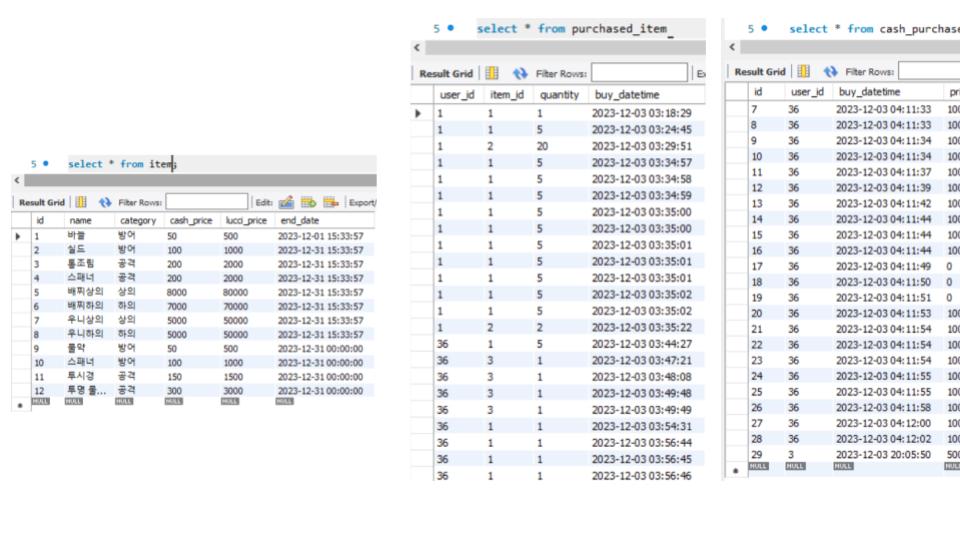 5 select * from item;
Result Grid Filter Rows: Edit: Export/
id name category cash_price lucci_price end_date
1 바늘 방어 50 500 2023-12-01 15:33:57
2 실드 방어 100 1000 2023-12-31 15:33:57
3 통조림 공격 200 2000 2023-12-31 15:33:57
4 스패너 공격 200 2000 2023-12-31 15:33:57
5 배찌상의 상의 8000 80000 2023-12-31 15:33:57
6 배찌하의 하의 7000 70000 2023-12-31 15:33:57
7 우니상의 상의 5000 50000 2023-12-31 15:33:57
8 우니하의 하의 5000 50000 2023-12-31 15:33:57
9 물약 방어 50 500 2023-12-31 00:00:00
10 스패너 방어 100 1000 2023-12-31 00:00:00
11 투시경 공격 150 1500 2023-12-31 00:00:00
12 투명 물... 공격 300 3000 2023-12-31 00:00:00
NULL NULL NULL NULL NULL NULL
5 select * from purchased_item
Result Grid Filter Rows: Ex
user_id item_id quantity buy_datetime
1 1 1 2023-12-03 03:18:29
1 1 5 2023-12-03 03:24:45
1 2 20 2023-12-03 03:29:51
1 1 5 2023-12-03 03:34:57
1 1 5 2023-12-03 03:34:58
1 1 5 2023-12-03 03:34:59
1 1 5 2023-12-03 03:35:00
1 1 5 2023-12-03 03:35:00
1 1 5 2023-12-03 03:35:01
1 1 5 2023-12-03 03:35:01
1 1 5 2023-12-03 03:35:01
1 1 5 2023-12-03 03:35:02
1 1 5 2023-12-03 03:35:02
1 2 2 2023-12-03 03:35:22
36 1 5 2023-12-03 03:44:27
36 3 1 2023-12-03 03:47:21
36 3 1 2023-12-03 03:48:08
36 3 1 2023-12-03 03:49:48
36 3 1 2023-12-03 03:49:49
36 1 1 2023-12-03 03:54:31
36 1 1 2023-12-03 03:56:44
36 1 1 2023-12-03 03:56:45
36 1 1 2023-12-03 03:56:46
5 select * from cash_purchase
Result Grid Filter Rows:
id user_id buy_datetime pri
7 36 2023-12-03 04:11:33 100
8 36 2023-12-03 04:11:33 100
9 36 2023-12-03 04:11:34 100
10 36 2023-12-03 04:11:34 100
11 36 2023-12-03 04:11:37 100
12 36 2023-12-03 04:11:39 100
13 36 2023-12-03 04:11:42 100
14 36 2023-12-03 04:11:44 100
15 36 2023-12-03 04:11:44 100
16 36 2023-12-03 04:11:44 100
17 36 2023-12-03 04:11:49 0
18 36 2023-12-03 04:11:50 0
19 36 2023-12-03 04:11:51 0
20 36 2023-12-03 04:11:53 100
21 36 2023-12-03 04:11:54 100
22 36 2023-12-03 04:11:54 100
23 36 2023-12-03 04:11:54 100
24 36 2023-12-03 04:11:55 100
25 36 2023-12-03 04:11:55 100
26 36 2023-12-03 04:11:58 100
27 36 2023-12-03 04:12:00 100
28 36 2023-12-03 04:12:02 100
29 3 2023-12-03 20:05:50 500
NULL NULL NULL NULL